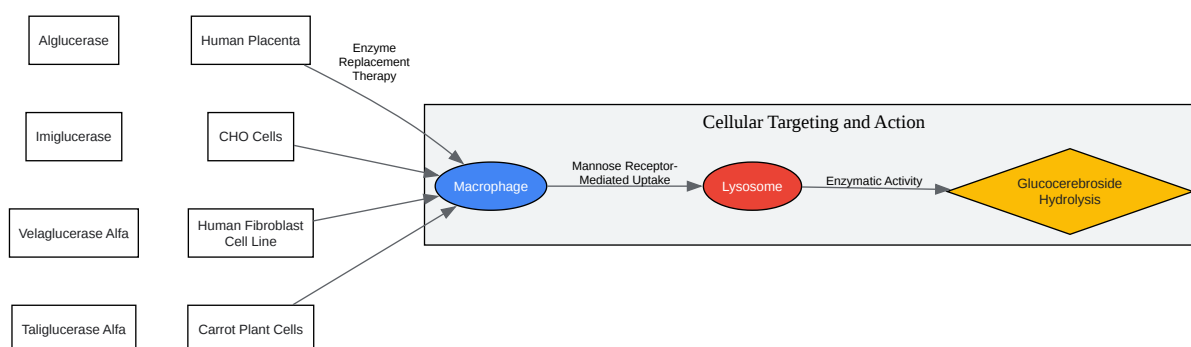 Alglucerase
Human Placenta
Enzyme
Replacement
Therapy
Cellular Targeting and Action
Imiglucerase
CHO Cells
Macrophage
Mannose Receptor-
Mediated Uptake
Lysosome
Enzymatic Activity
Glucocerebroside
Hydrolysis
Velaglucerase Alfa
Human Fibroblast
Cell Line
Taliglucerase Alfa
Carrot Plant Cells